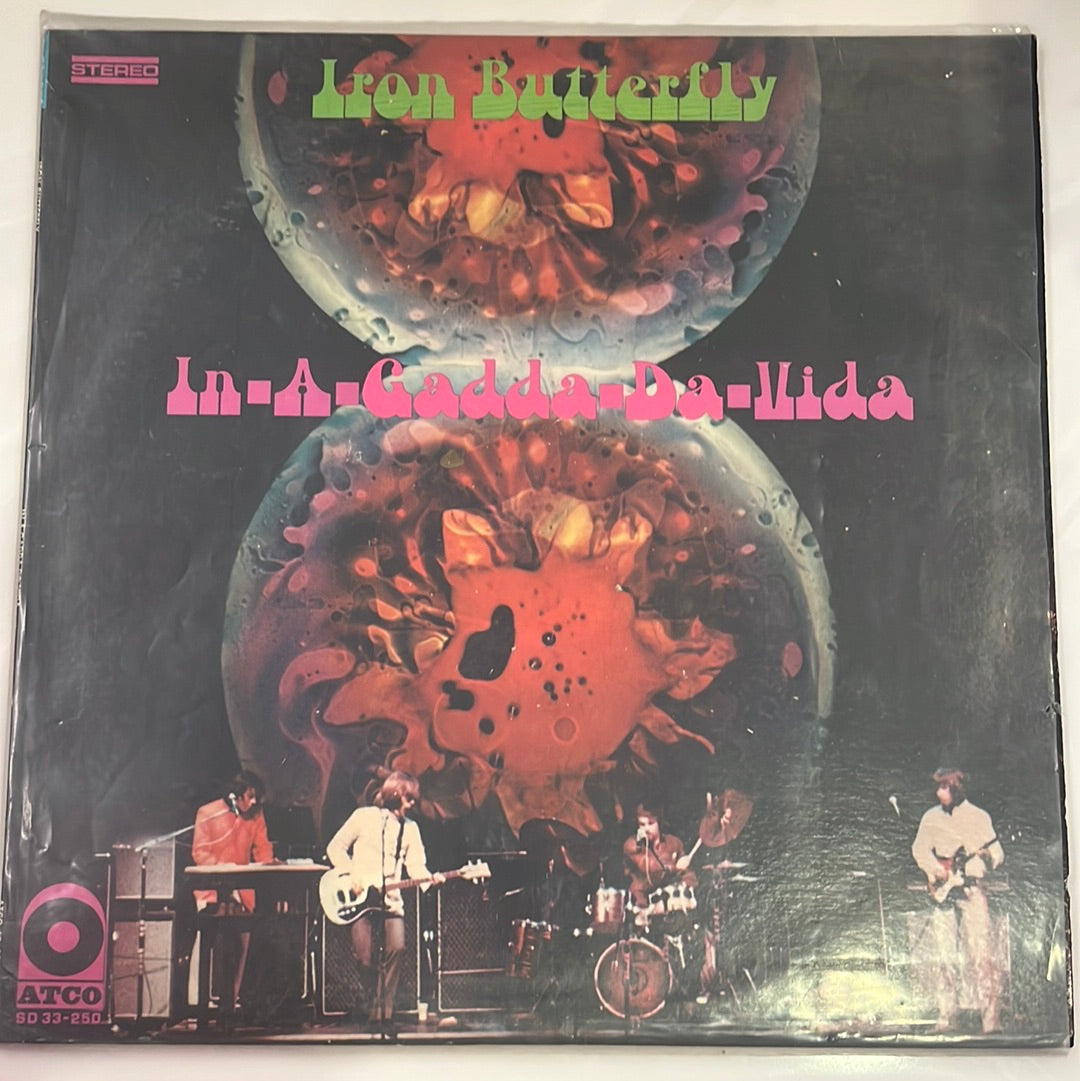 STEREO
Iron Butterfly
In-A-Gadda-Da-Vida
ATCO
SD 33-250